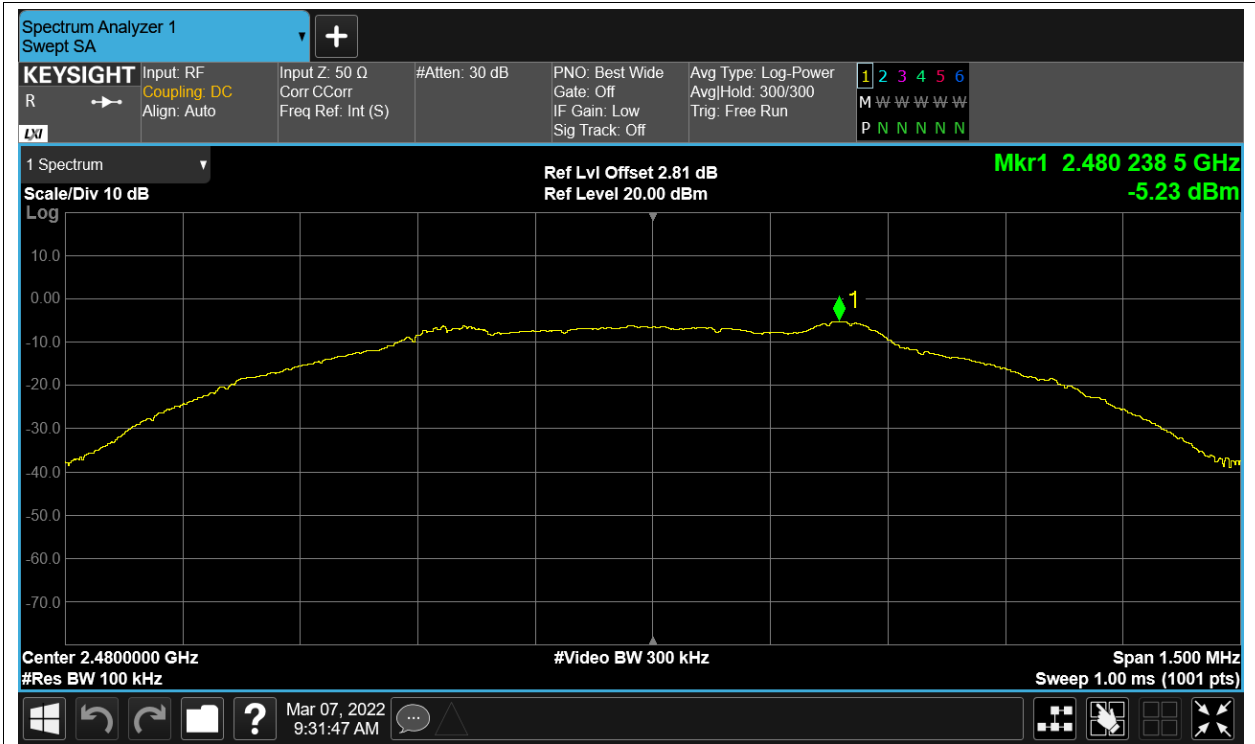 Spectrum Analyzer 1
Swept SA
KEYSIGHT
R
LXI
Input: RF
Coupling: DC
Align: Auto
Input Z: 50 Ω
Corr CCorr
Freq Ref: Int (S)
#Atten: 30 dB
PNO: Best Wide
Gate: Off
IF Gain: Low
Sig Track: Off
Avg Type: Log-Power
Avg|Hold: 300/300
Trig: Free Run
1 2 3 4 5 6
M W W W W W
P N N N N N
1 Spectrum
Scale/Div 10 dB
Log
Ref Lvl Offset 2.81 dB
Ref Level 20.00 dBm
Mkr1 2.480 238 5 GHz
-5.23 dBm
10.0
0.00
1
-10.0
-20.0
-30.0
-40.0
-50.0
-60.0
-70.0
Center 2.4800000 GHz
#Video BW 300 kHz
Span 1.500 MHz
#Res BW 100 kHz
Sweep 1.00 ms (1001 pts)
?
Mar 07, 2022
9:31:47 AM